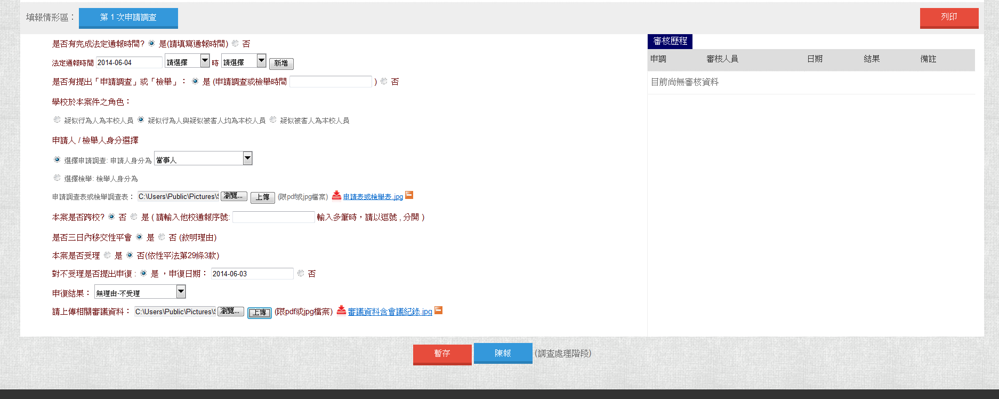 填報情形區： 第 1 次申請調查 列印
是否有完成法定通報時間? 是(請填寫通報時間) 否
法定通報時間 2014-06-04 請選擇 時 請選擇 新增
是否有提出「申請調查」或「檢舉」： 是 (申請調查或檢舉時間 ) 否
學校於本案件之角色：
疑似行為人為本校人員 疑似行為人與疑似被害人均為本校人員 疑似被害人為本校人員
申請人 / 檢舉人身分選擇
選擇申請調查: 申請人身分為 當事人
選擇檢舉: 檢舉人身分為
申請調查表或檢舉調查表： C:\Users\Public\Pictures\S 瀏覽... 上傳 (限pdf或jpg檔案) 申請表或檢舉表.jpg
本案是否跨校? 否 是 ( 請輸入他校通報序號: 輸入多筆時，請以逗號 , 分開 )
是否三日內移交性平會 是 否 (敘明理由)
本案是否受理 是 否(依性平法第29條3款)
對不受理是否提出申復 : 是 ，申復日期： 2014-06-03 否
申復結果： 無理由-不受理
請上傳相關審議資料： C:\Users\Public\Pictures\S 瀏覽... 上傳 (限pdf或jpg檔案) 審議資料含會議紀錄.jpg
審核歷程
申調 審核人員 日期 結果 備註
目前尚無審核資料
暫存 陳報 (調查處理階段)